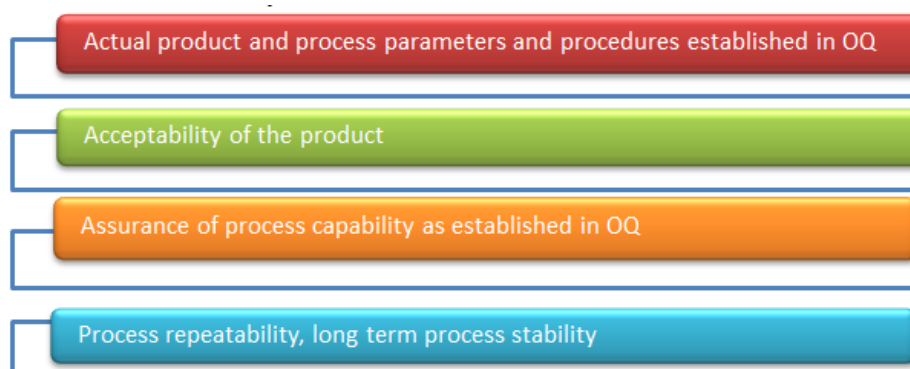 Actual product and process parameters and procedures established in OQ
Acceptability of the product
Assurance of process capability as established in OQ
Process repeatability, long term process stability